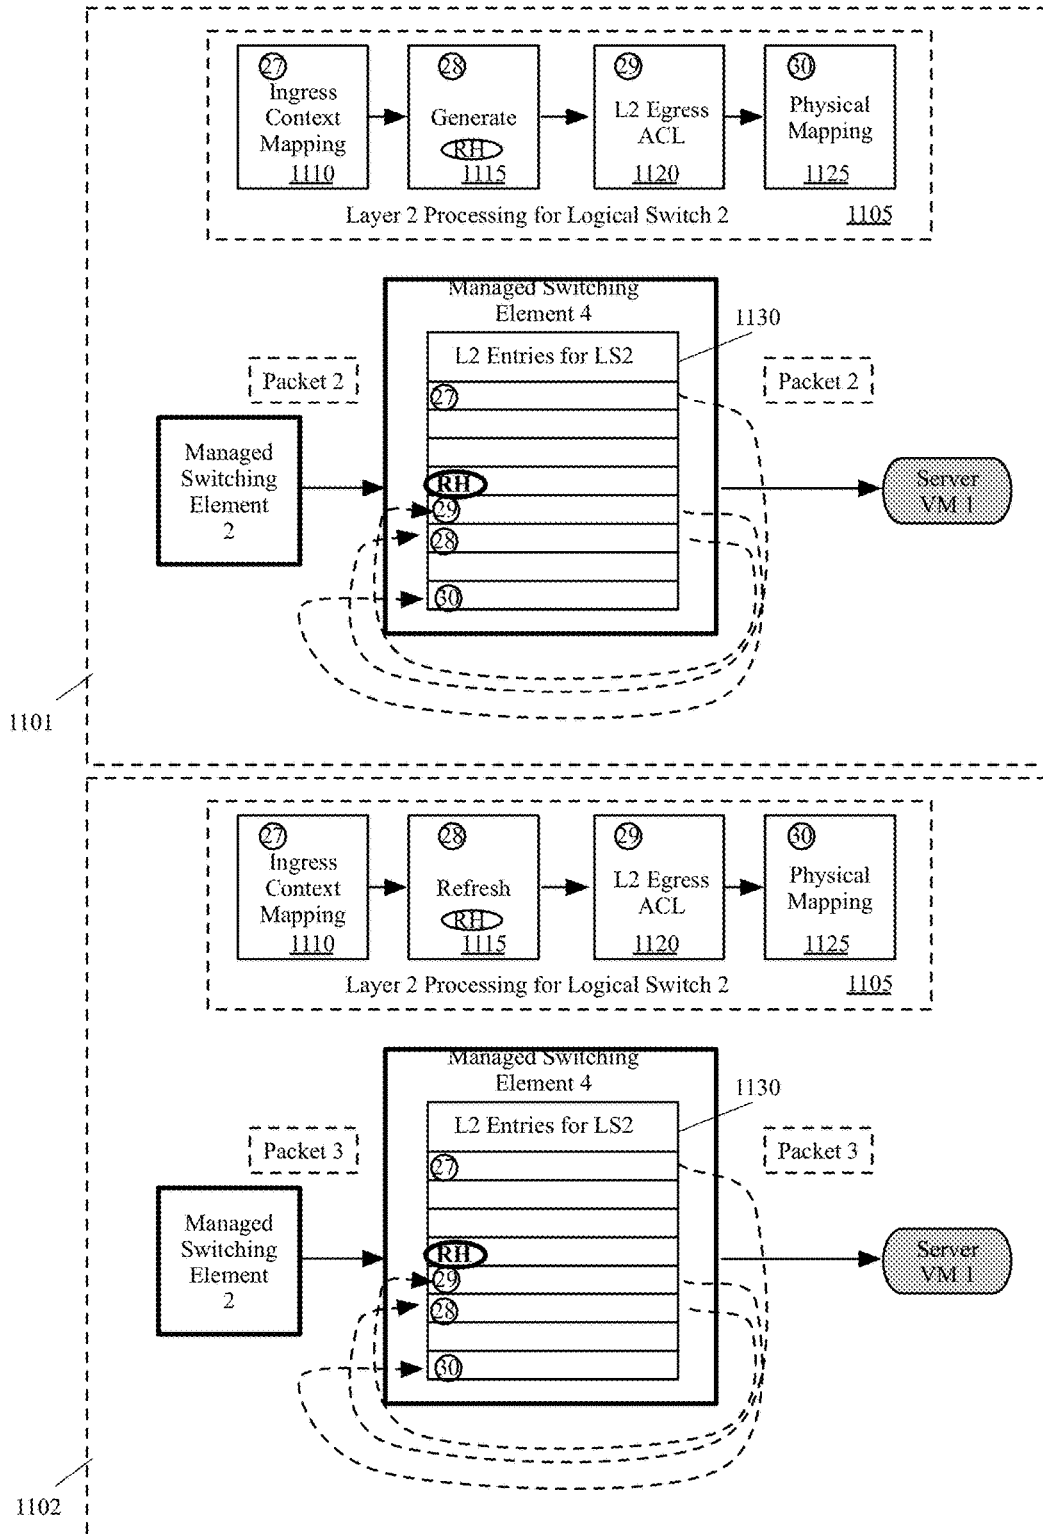 27
Ingress
Context
Mapping
1110
28
Generate
RH
1115
29
L2 Egress
ACL
1120
30
Physical
Mapping
1125
Layer 2 Processing for Logical Switch 2
1105
Managed Switching
Element 4
1130
L2 Entries for LS2
Packet 2
Packet 2
27
Managed
Switching
Element
2
RH
29
28
30
Server
VM 1
1101
27
Ingress
Context
Mapping
1110
28
Refresh
RH
1115
29
L2 Egress
ACL
1120
30
Physical
Mapping
1125
Layer 2 Processing for Logical Switch 2
1105
Managed Switching
Element 4
1130
L2 Entries for LS2
Packet 3
Packet 3
27
Managed
Switching
Element
2
RH
29
28
30
Server
VM 1
1102